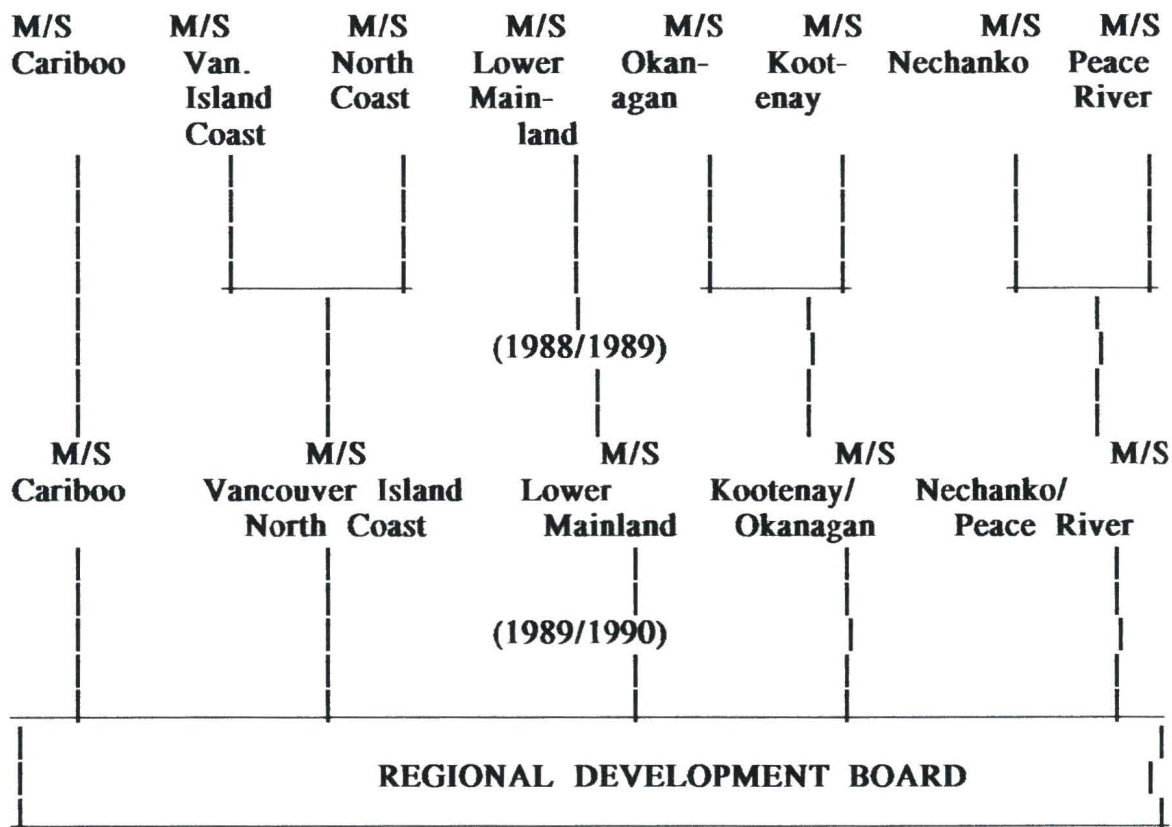 M/S M/S M/S M/S M/S M/S M/S M/S
Cariboo Van. North Lower Okan- Koot- Nechanko Peace
Island Coast Main- agan enay River
Coast land
(1988/1989)
M/S M/S M/S M/S M/S
Cariboo Vancouver Island Lower Kootenay/ Nechanko/
North Coast Mainland Okanagan Peace River
(1989/1990)
REGIONAL DEVELOPMENT BOARD